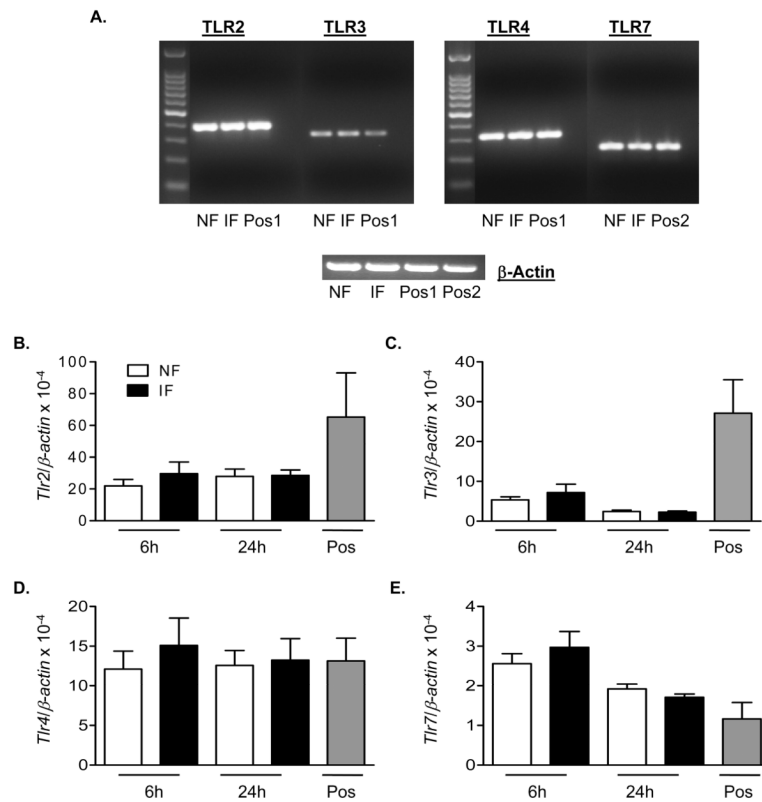 A.
TLR2 TLR3 TLR4 TLR7
NF IF Pos1 NF IF Pos1 NF IF Pos1 NF IF Pos2
β-Actin
NF IF Pos1 Pos2
B.
Tlr2/β-actin x 10-4
100
80
60
40
20
0
NF
IF
6h 24h Pos
C.
Tlr3/β-actin x 10-4
40
30
20
10
0
6h 24h Pos
D.
Tlr4/β-actin x 10-4
20
15
10
5
0
6h 24h Pos
E.
Tlr7/β-actin x 10-4
4
3
2
1
0
6h 24h Pos